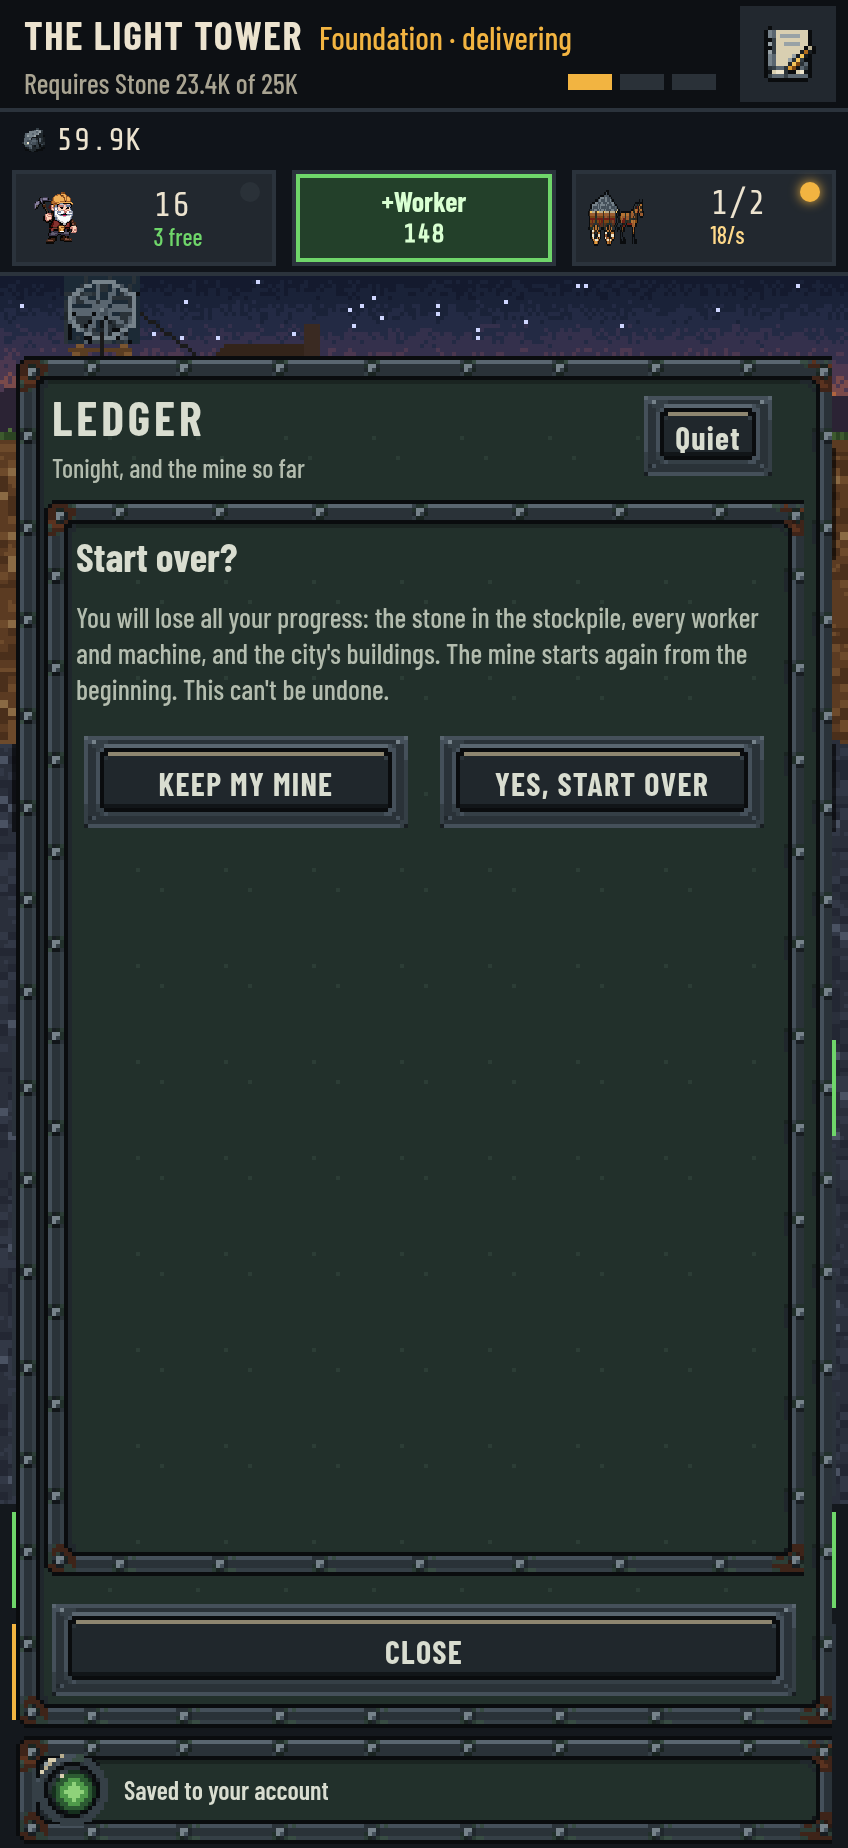 THE LIGHT TOWER Foundation · delivering
Requires Stone 23.4K of 25K
59.9K
16
3 free
+Worker
148
1/2
18/s
LEDGER
Quiet
Tonight, and the mine so far
Start over?
You will lose all your progress: the stone in the stockpile, every worker
and machine, and the city's buildings. The mine starts again from the
beginning. This can't be undone.
KEEP MY MINE
YES, START OVER
CLOSE
Saved to your account